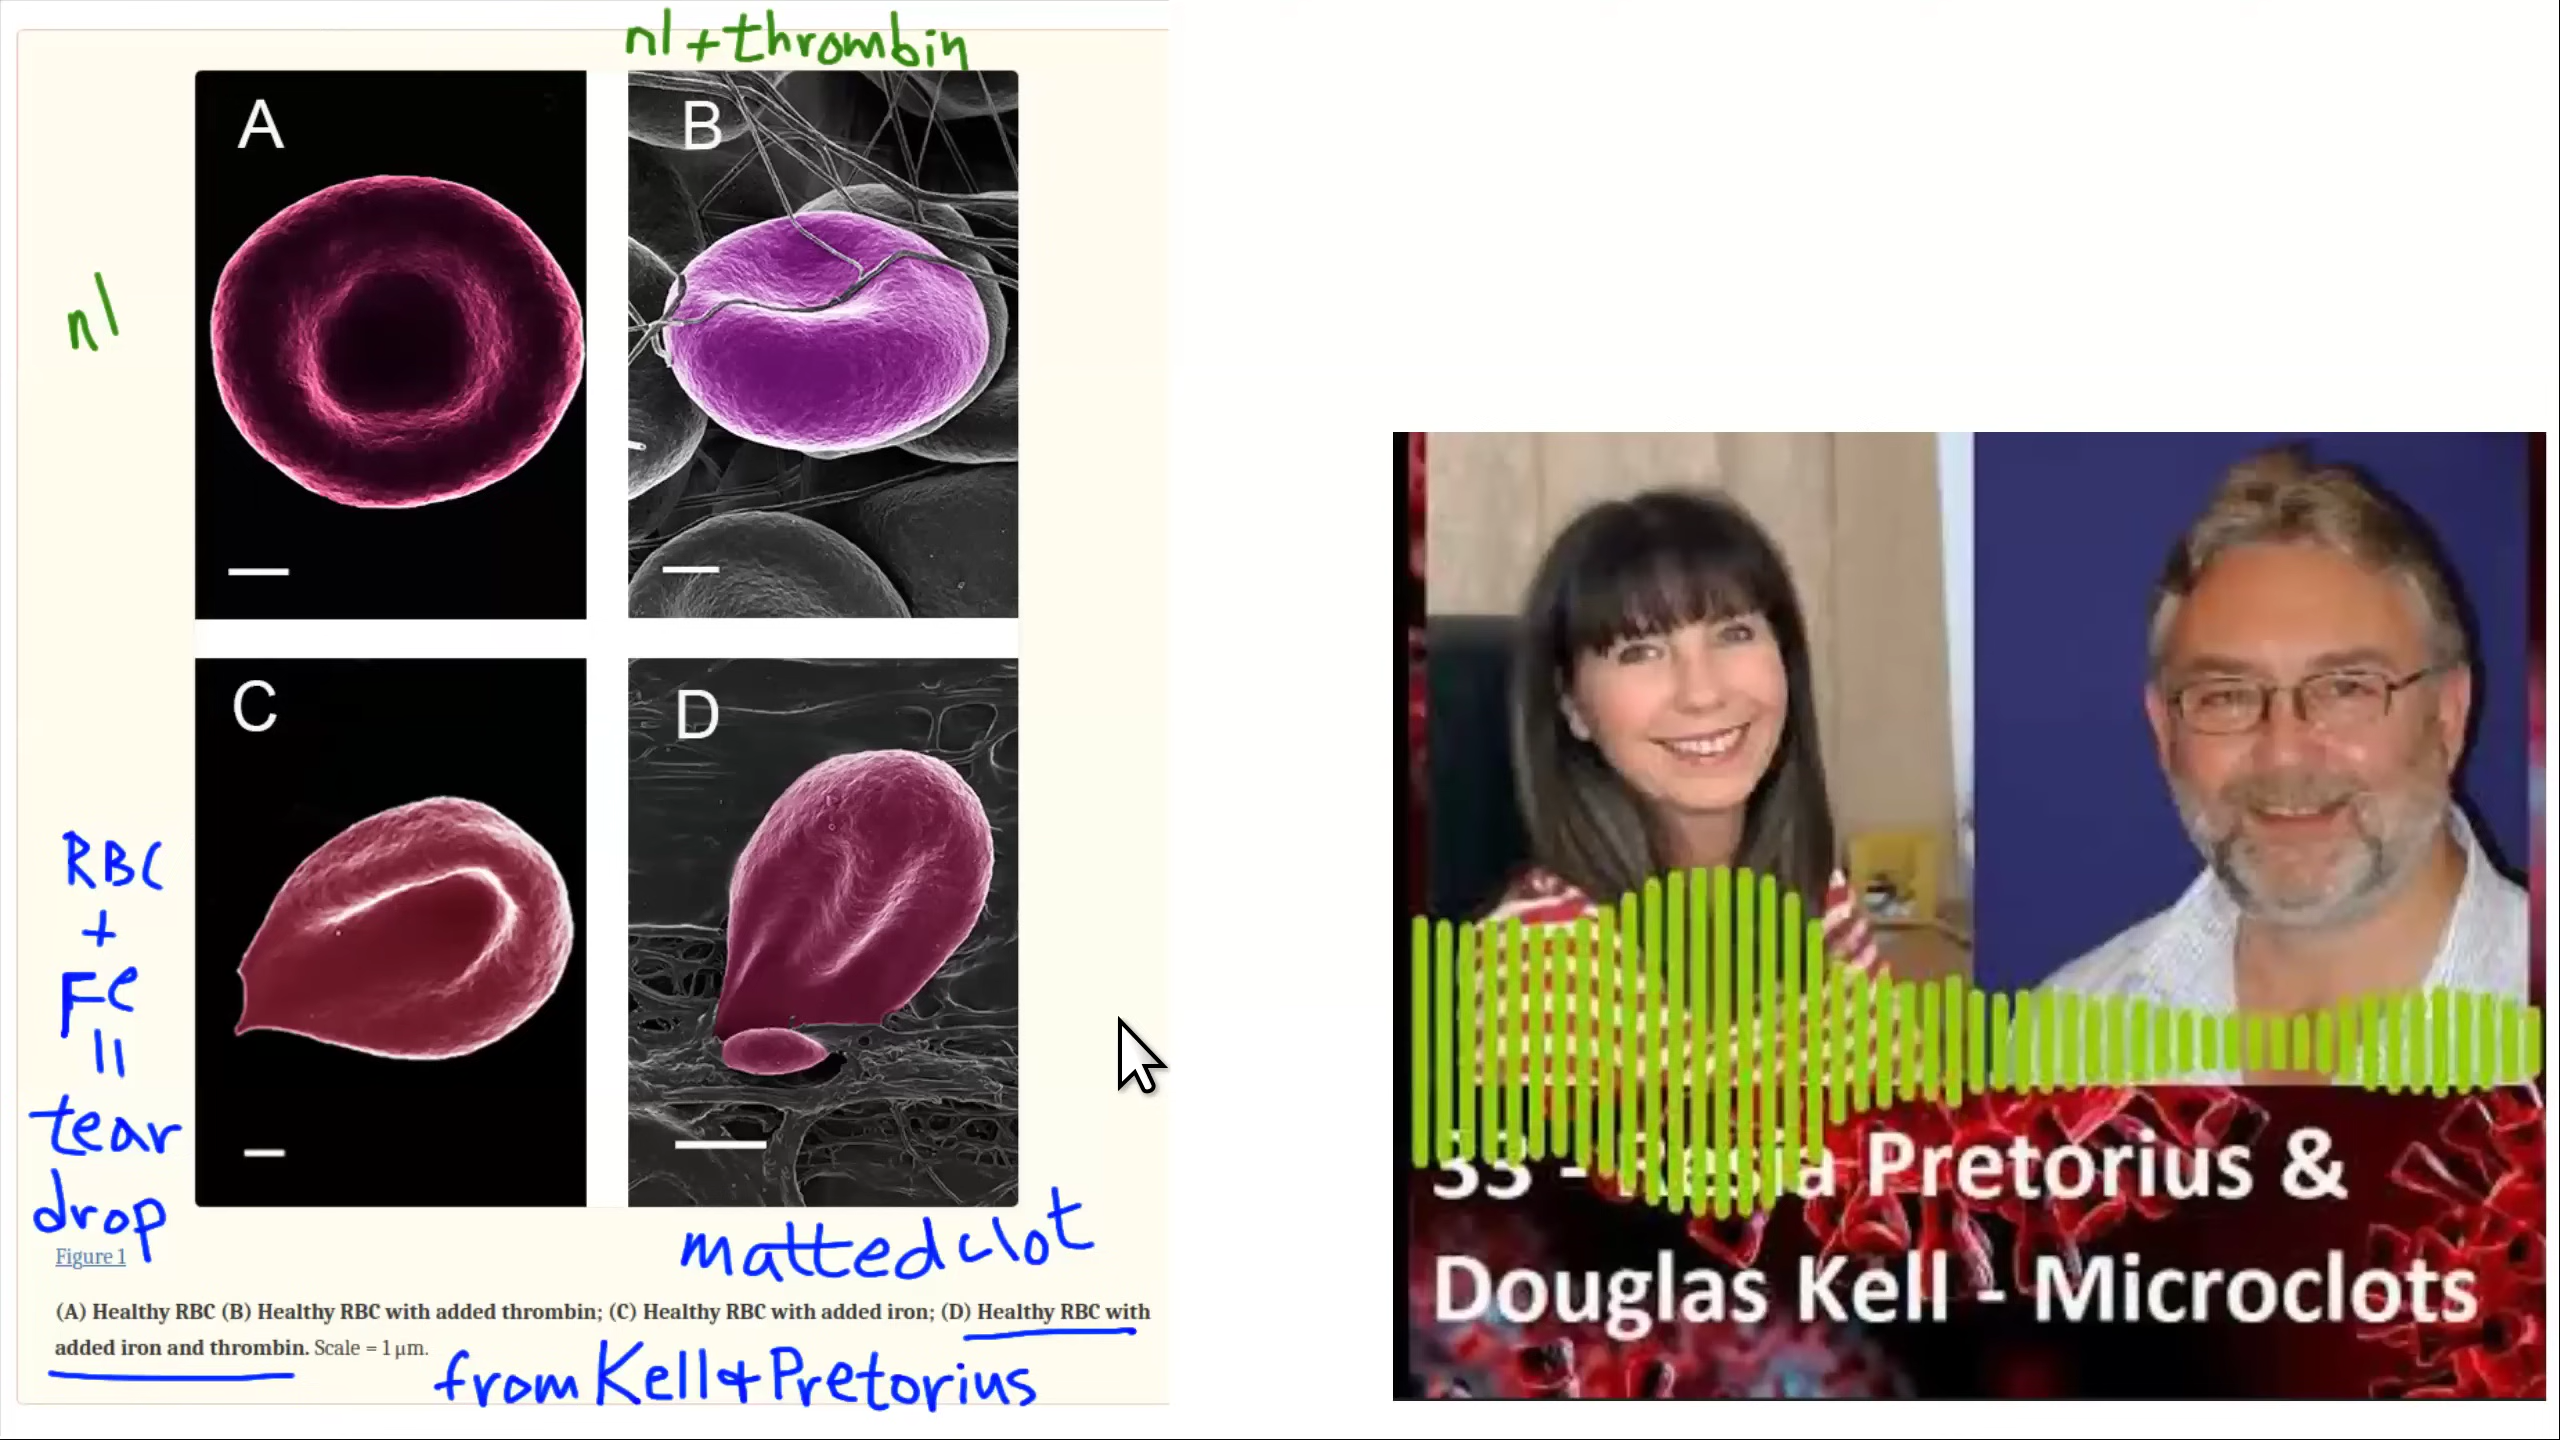 nl + thrombin
A
B
nl
C
D
RBC
+
Fe
=
tear
drop
matted clot
Figure 1
(A) Healthy RBC (B) Healthy RBC with added thrombin; (C) Healthy RBC with added iron; (D) Healthy RBC with
added iron and thrombin. Scale = 1 μm.
from Kell + Pretorius
33 - Resia Pretorius &
Douglas Kell - Microclots